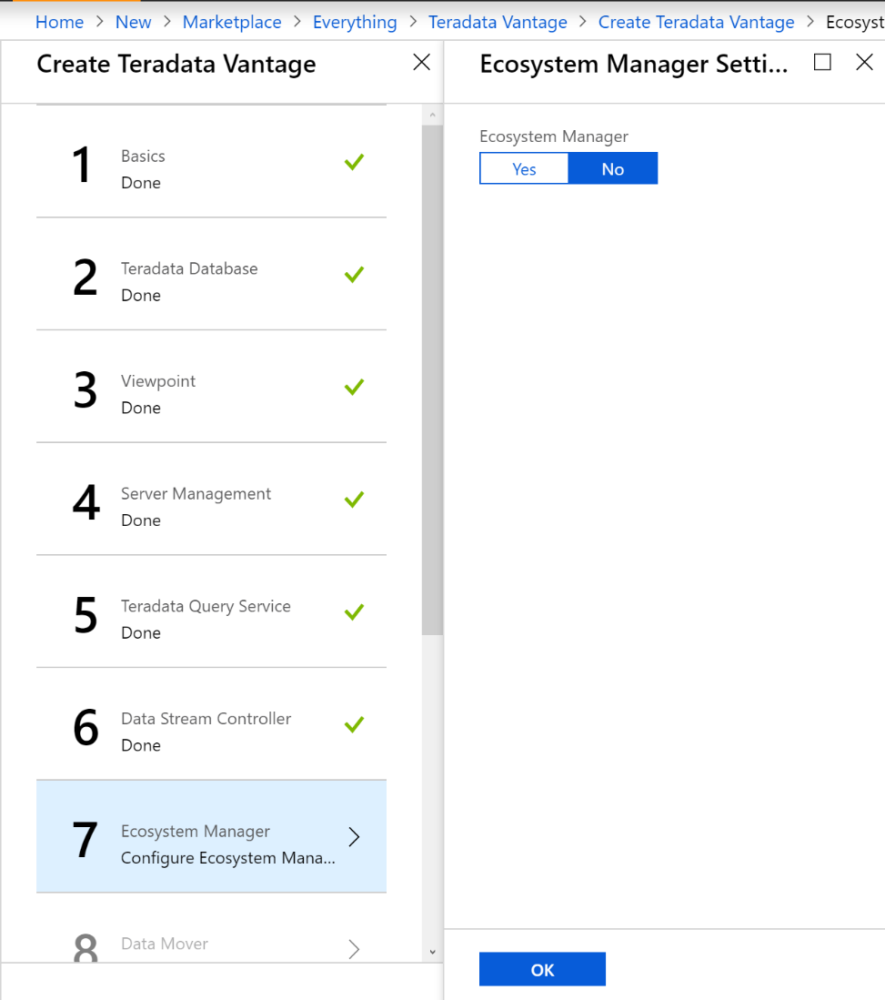 Home > New > Marketplace > Everything > Teradata Vantage > Create Teradata Vantage > Ecosyst
Create Teradata Vantage
Ecosystem Manager Setti...
1
Basics
Done
2
Teradata Database
Done
3
Viewpoint
Done
4
Server Management
Done
5
Teradata Query Service
Done
6
Data Stream Controller
Done
7
Ecosystem Manager
Configure Ecosystem Mana...
8
Data Mover
Ecosystem Manager
Yes No
OK